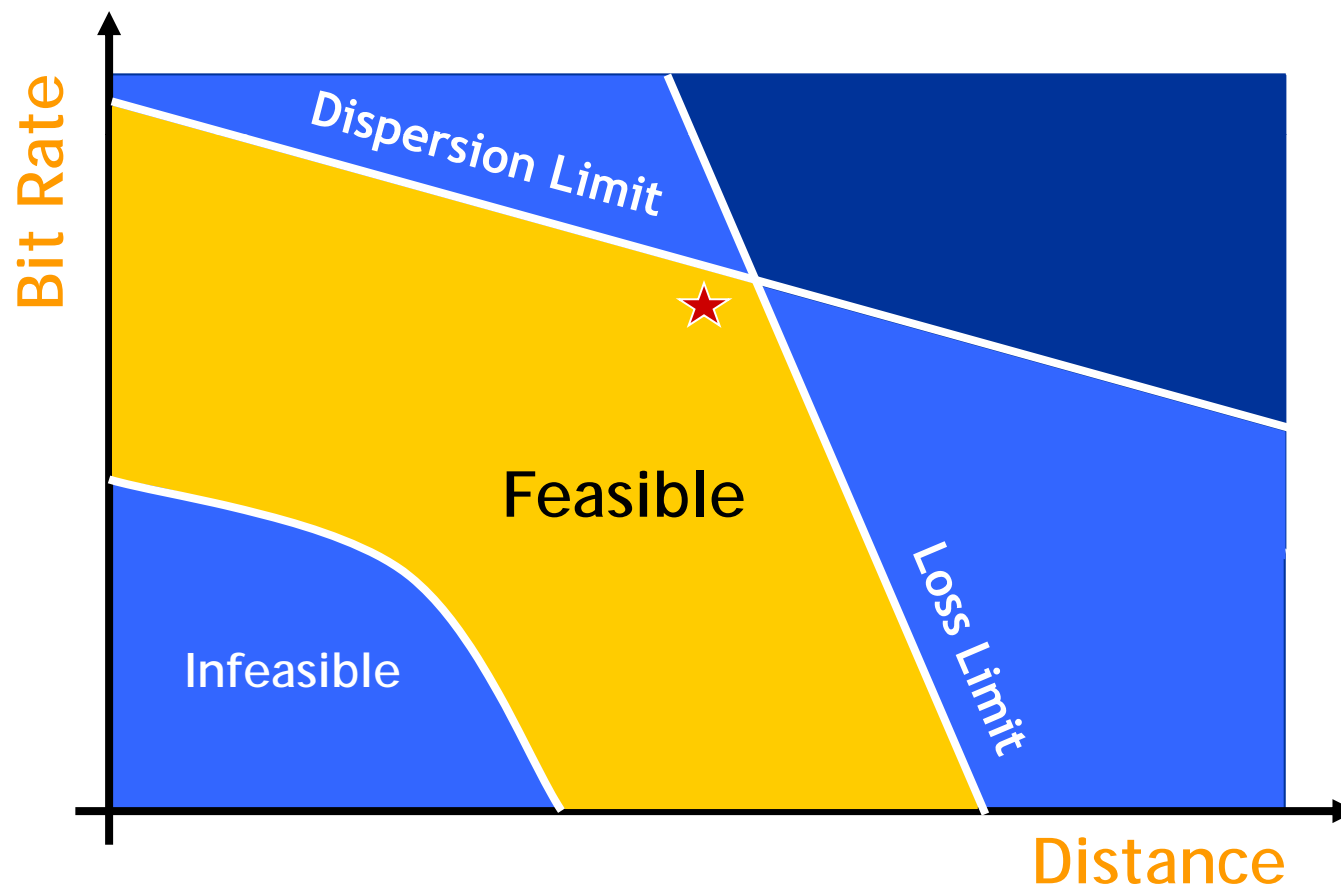 Bit Rate
Dispersion Limit
Feasible
Loss Limit
Infeasible
Distance